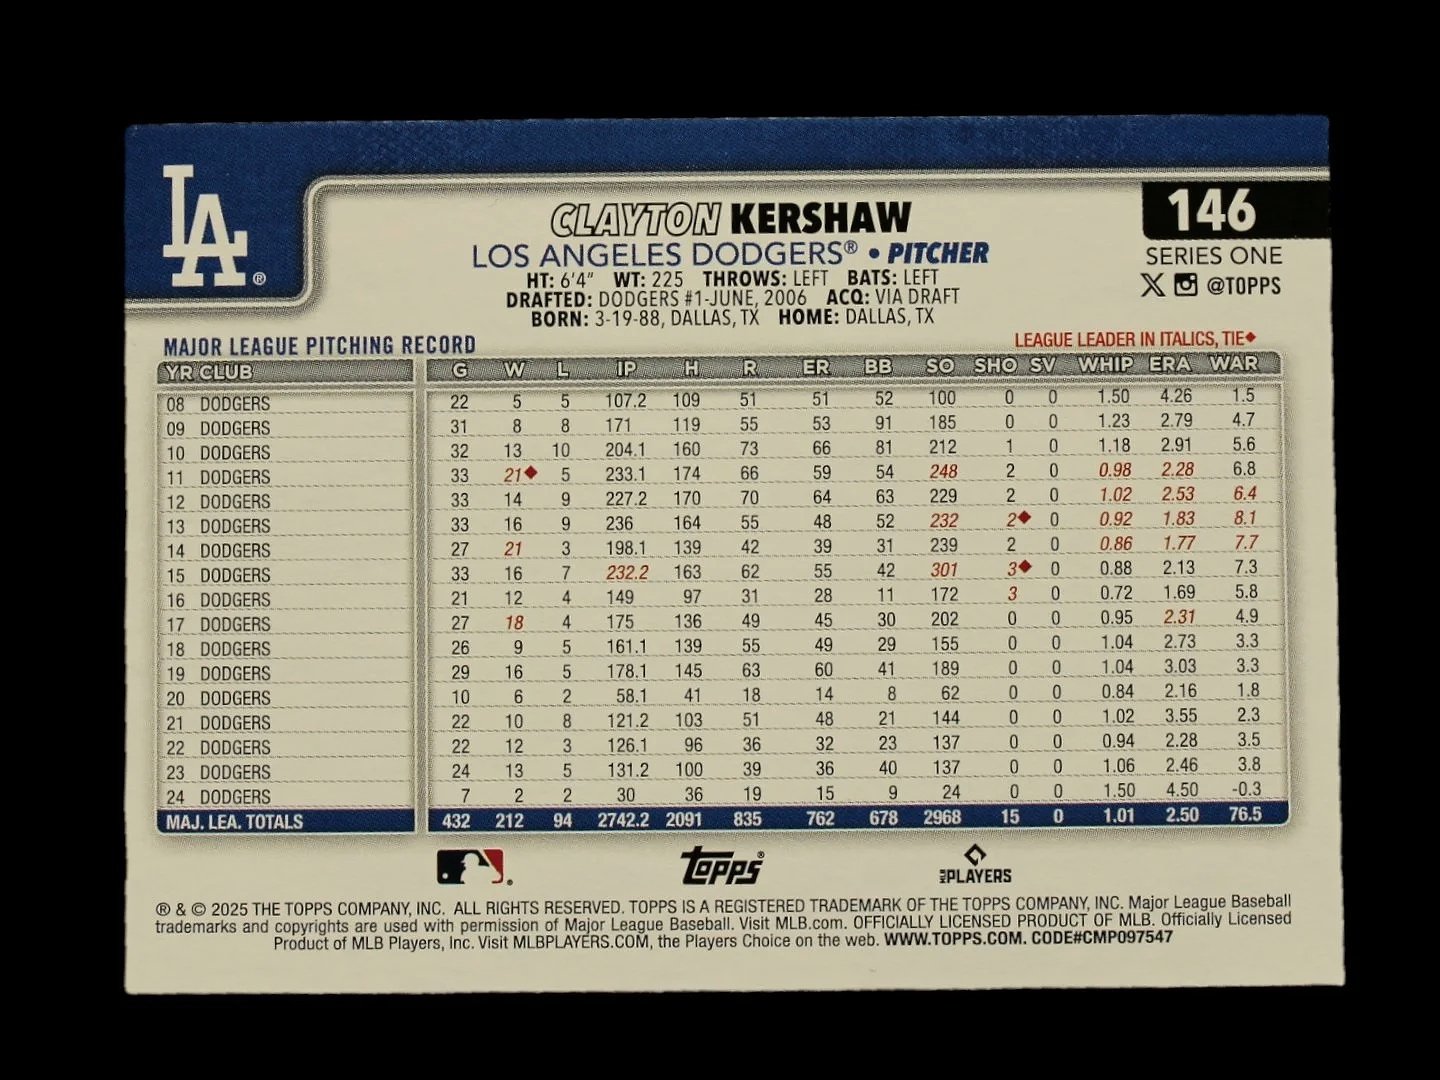 LA ®
146
CLAYTON KERSHAW
SERIES ONE
LOS ANGELES DODGERS® • PITCHER
@TOPPS
HT: 6'4" WT: 225 THROWS: LEFT BATS: LEFT
DRAFTED: DODGERS #1-JUNE, 2006 ACQ: VIA DRAFT
BORN: 3-19-88, DALLAS, TX HOME: DALLAS, TX
MAJOR LEAGUE PITCHING RECORD
LEAGUE LEADER IN ITALICS, TIE♦
YR CLUB G W L IP H R ER BB SO SHO SV WHIP ERA WAR
08 DODGERS 22 5 5 107.2 109 51 51 52 100 0 0 1.50 4.26 1.5
09 DODGERS 31 8 8 171 119 55 53 91 185 0 0 1.23 2.79 4.7
10 DODGERS 32 13 10 204.1 160 73 66 81 212 1 0 1.18 2.91 5.6
11 DODGERS 33 21♦ 5 233.1 174 66 59 54 248 2 0 0.98 2.28 6.8
12 DODGERS 33 14 9 227.2 170 70 64 63 229 2 0 1.02 2.53 6.4
13 DODGERS 33 16 9 236 164 55 48 52 232 2♦ 0 0.92 1.83 8.1
14 DODGERS 27 21 3 198.1 139 42 39 31 239 2 0 0.86 1.77 7.7
15 DODGERS 33 16 7 232.2 163 62 55 42 301 3♦ 0 0.88 2.13 7.3
16 DODGERS 21 12 4 149 97 31 28 11 172 3 0 0.72 1.69 5.8
17 DODGERS 27 18 4 175 136 49 45 30 202 0 0 0.95 2.31 4.9
18 DODGERS 26 9 5 161.1 139 55 49 29 155 0 0 1.04 2.73 3.3
19 DODGERS 29 16 5 178.1 145 63 60 41 189 0 0 1.04 3.03 3.3
20 DODGERS 10 6 2 58.1 41 18 14 8 62 0 0 0.84 2.16 1.8
21 DODGERS 22 10 8 121.2 103 51 48 21 144 0 0 1.02 3.55 2.3
22 DODGERS 22 12 3 126.1 96 36 32 23 137 0 0 0.94 2.28 3.5
23 DODGERS 24 13 5 131.2 100 39 36 40 137 0 0 1.06 2.46 3.8
24 DODGERS 7 2 2 30 36 19 15 9 24 0 0 1.50 4.50 -0.3
MAJ. LEA. TOTALS 432 212 94 2742.2 2091 835 762 678 2968 15 0 1.01 2.50 76.5
Topps® MLB PLAYERS
® & © 2025 THE TOPPS COMPANY, INC. ALL RIGHTS RESERVED. TOPPS IS A REGISTERED TRADEMARK OF THE TOPPS COMPANY, INC. Major League Baseball
trademarks and copyrights are used with permission of Major League Baseball. Visit MLB.com. OFFICIALLY LICENSED PRODUCT OF MLB. Officially Licensed
Product of MLB Players, Inc. Visit MLBPLAYERS.COM, the Players Choice on the web. WWW.TOPPS.COM. CODE#CMP097547